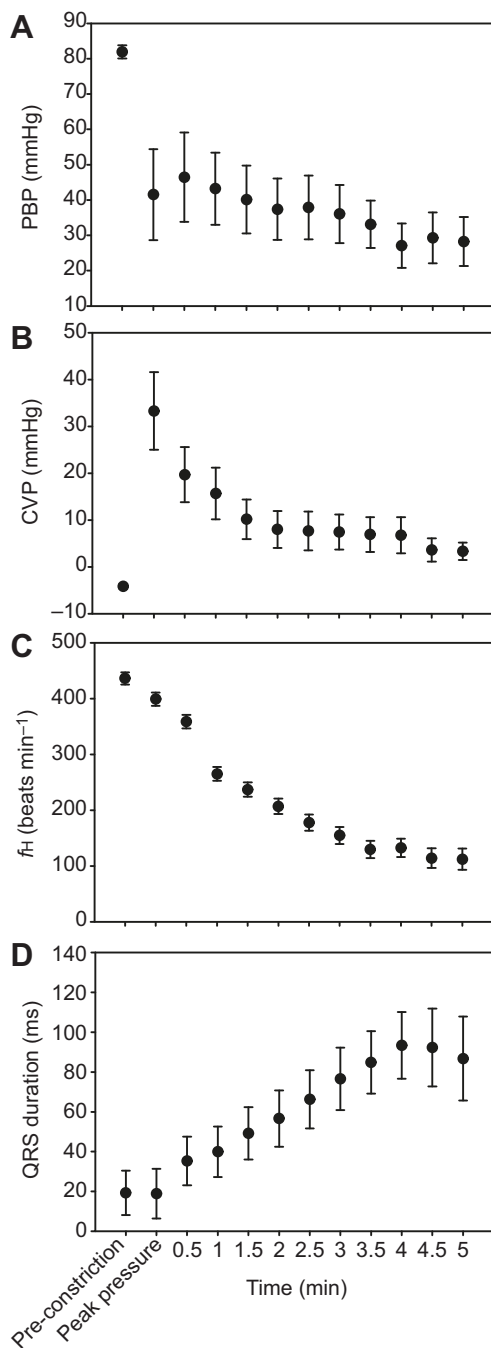 A
PBP (mmHg)
90
80
70
60
50
40
30
20
10
B
CVP (mmHg)
50
40
30
20
10
0
–10
C
fH (beats min−1)
500
400
300
200
100
0
D
QRS duration (ms)
140
120
100
80
60
40
20
0
Pre-constriction
Peak pressure
0.5 1 1.5 2 2.5 3 3.5 4 4.5 5
Time (min)